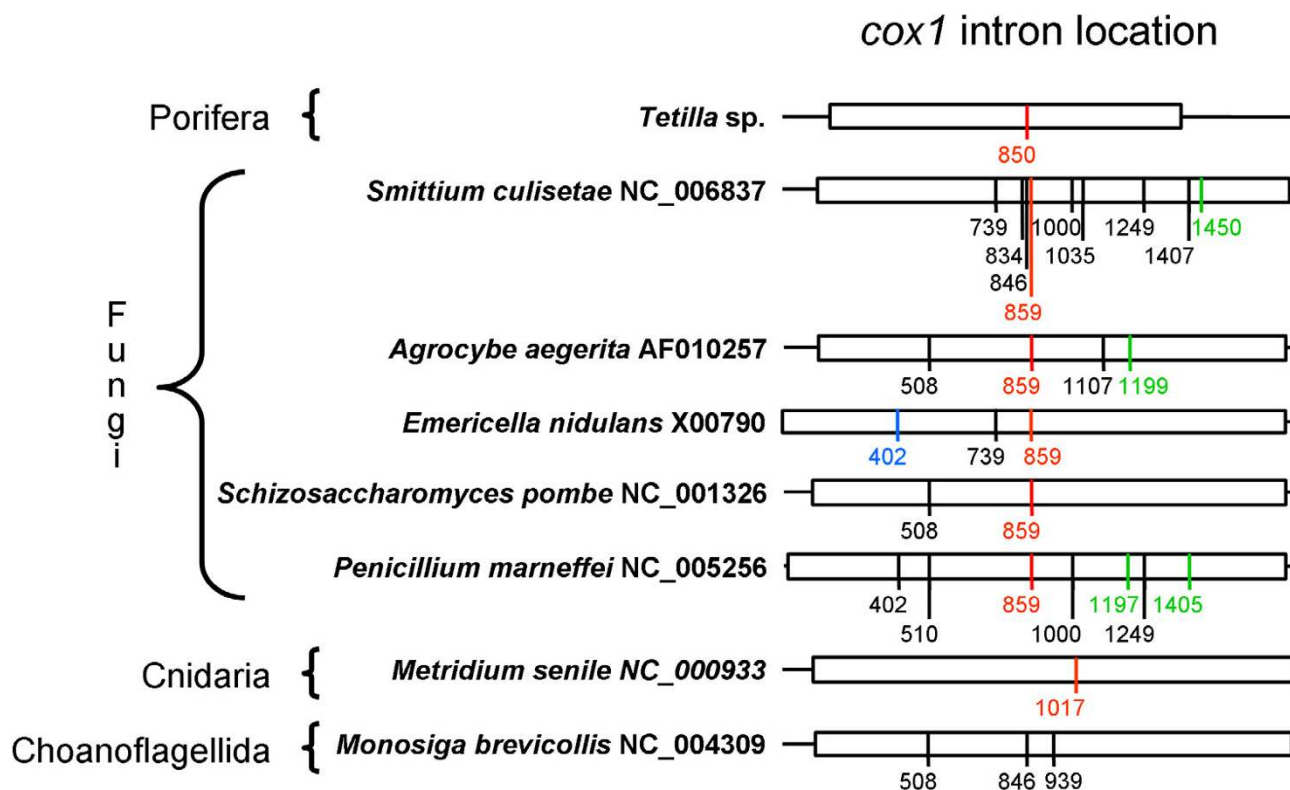 cox1 intron location
Porifera { Tetilla sp.
850
Smittium culisetae NC_006837
739 1000 1249 1450
834 1035 1407
846
859
Fungi {
Agrocybe aegerita AF010257
508 859 1107 1199
Emericella nidulans X00790
402 739 859
Schizosaccharomyces pombe NC_001326
508 859
Penicillium marneffei NC_005256
402 859 1197 1405
510 1000 1249
Cnidaria { Metridium senile NC_000933
1017
Choanoflagellida { Monosiga brevicollis NC_004309
508 846 939